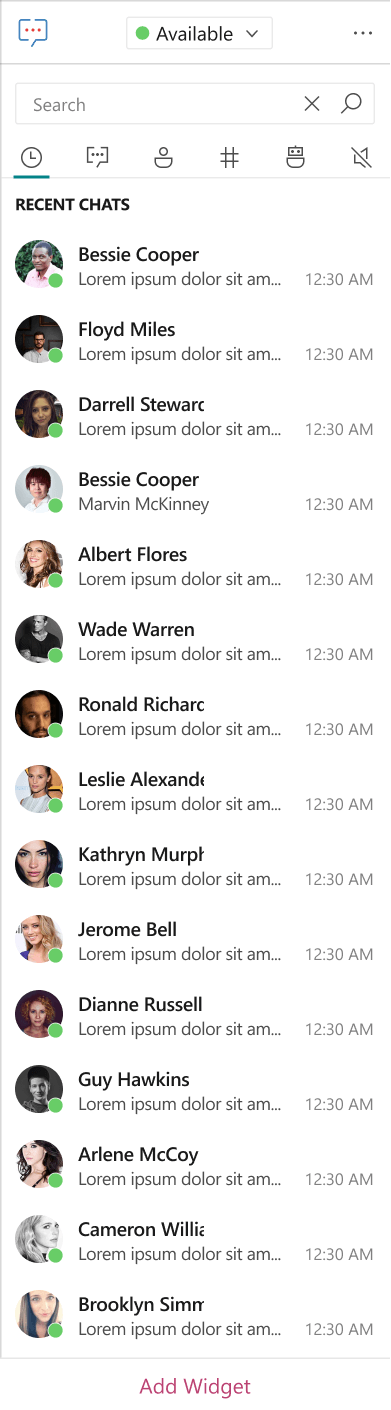 Available
Search
RECENT CHATS
Bessie Cooper
Lorem ipsum dolor sit am... 12:30 AM
Floyd Miles
Lorem ipsum dolor sit am... 12:30 AM
Darrell Steward
Lorem ipsum dolor sit am... 12:30 AM
Bessie Cooper
Marvin McKinney 12:30 AM
Albert Flores
Lorem ipsum dolor sit am... 12:30 AM
Wade Warren
Lorem ipsum dolor sit am... 12:30 AM
Ronald Richard
Lorem ipsum dolor sit am... 12:30 AM
Leslie Alexande
Lorem ipsum dolor sit am... 12:30 AM
Kathryn Murph
Lorem ipsum dolor sit am... 12:30 AM
Jerome Bell
Lorem ipsum dolor sit am... 12:30 AM
Dianne Russell
Lorem ipsum dolor sit am... 12:30 AM
Guy Hawkins
Lorem ipsum dolor sit am... 12:30 AM
Arlene McCoy
Lorem ipsum dolor sit am... 12:30 AM
Cameron Willia
Lorem ipsum dolor sit am... 12:30 AM
Brooklyn Simm
Lorem ipsum dolor sit am... 12:30 AM
Add Widget